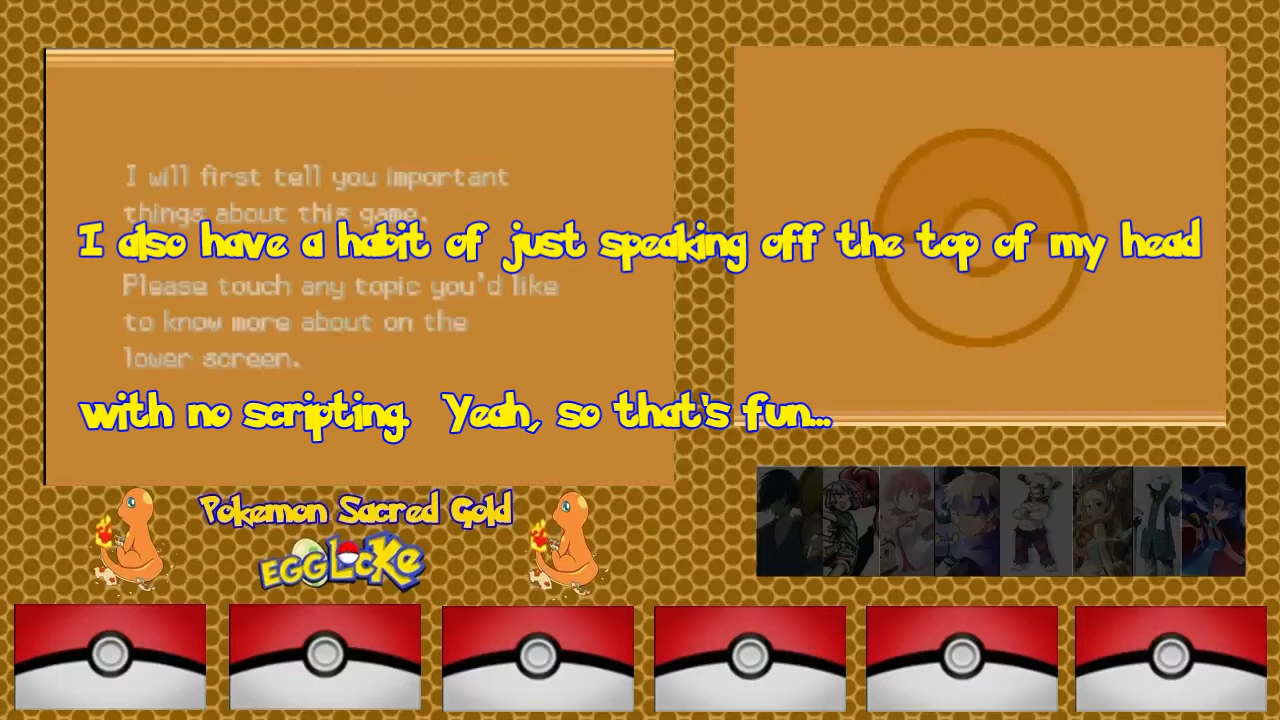 I will first tell you important
things about this game.
I also have a habit of just speaking off the top of my head
Please touch any topic you'd like
to know more about on the
lower screen.
with no scripting. Yeah, so that's fun...
Pokemon Sacred Gold
EGGLOCKE